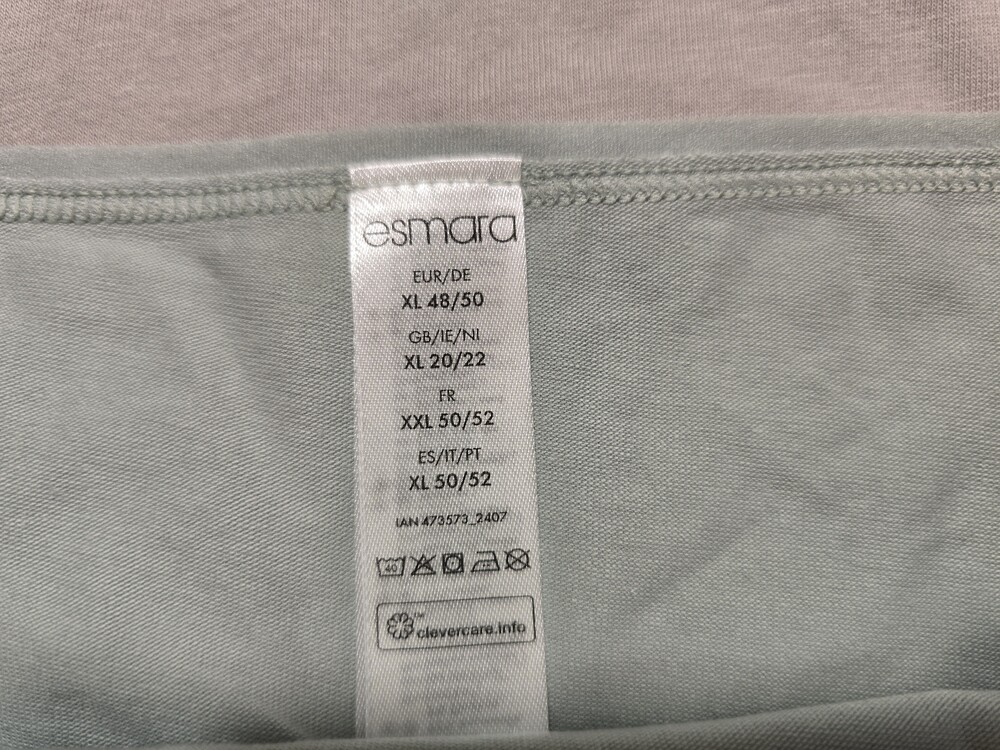 esmara
EUR/DE
XL 48/50
GB/IE/NI
XL 20/22
FR
XXL 50/52
ES/IT/PT
XL 50/52
IAN 473573_2407
40
clevercare.info